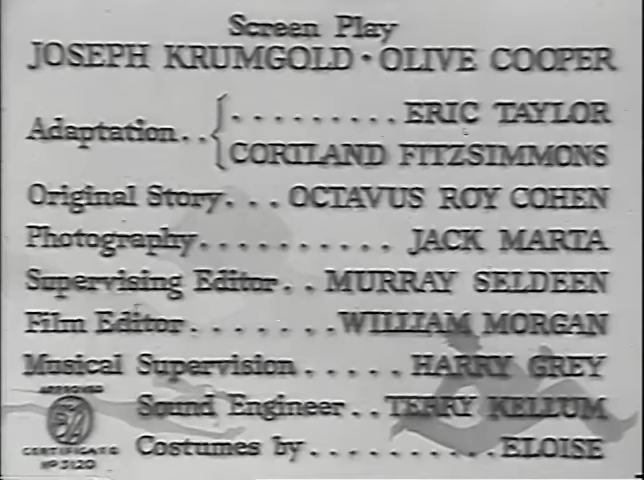 Screen Play
JOSEPH KRUMGOLD • OLIVE COOPER
Adaptation.. { ......... ERIC TAYLOR
CORTLAND FITZSIMMONS
Original Story... OCTAVUS ROY COHEN
Photography.......... JACK MARTA
Supervising Editor.. MURRAY SELDEEN
Film Editor.......WILLIAM MORGAN
Musical Supervision ..... HARRY GREY
Sound Engineer.. TERRY KELLUM
Costumes by..........ELOISE
APPROVED
CERTIFICATE
Nº 3120